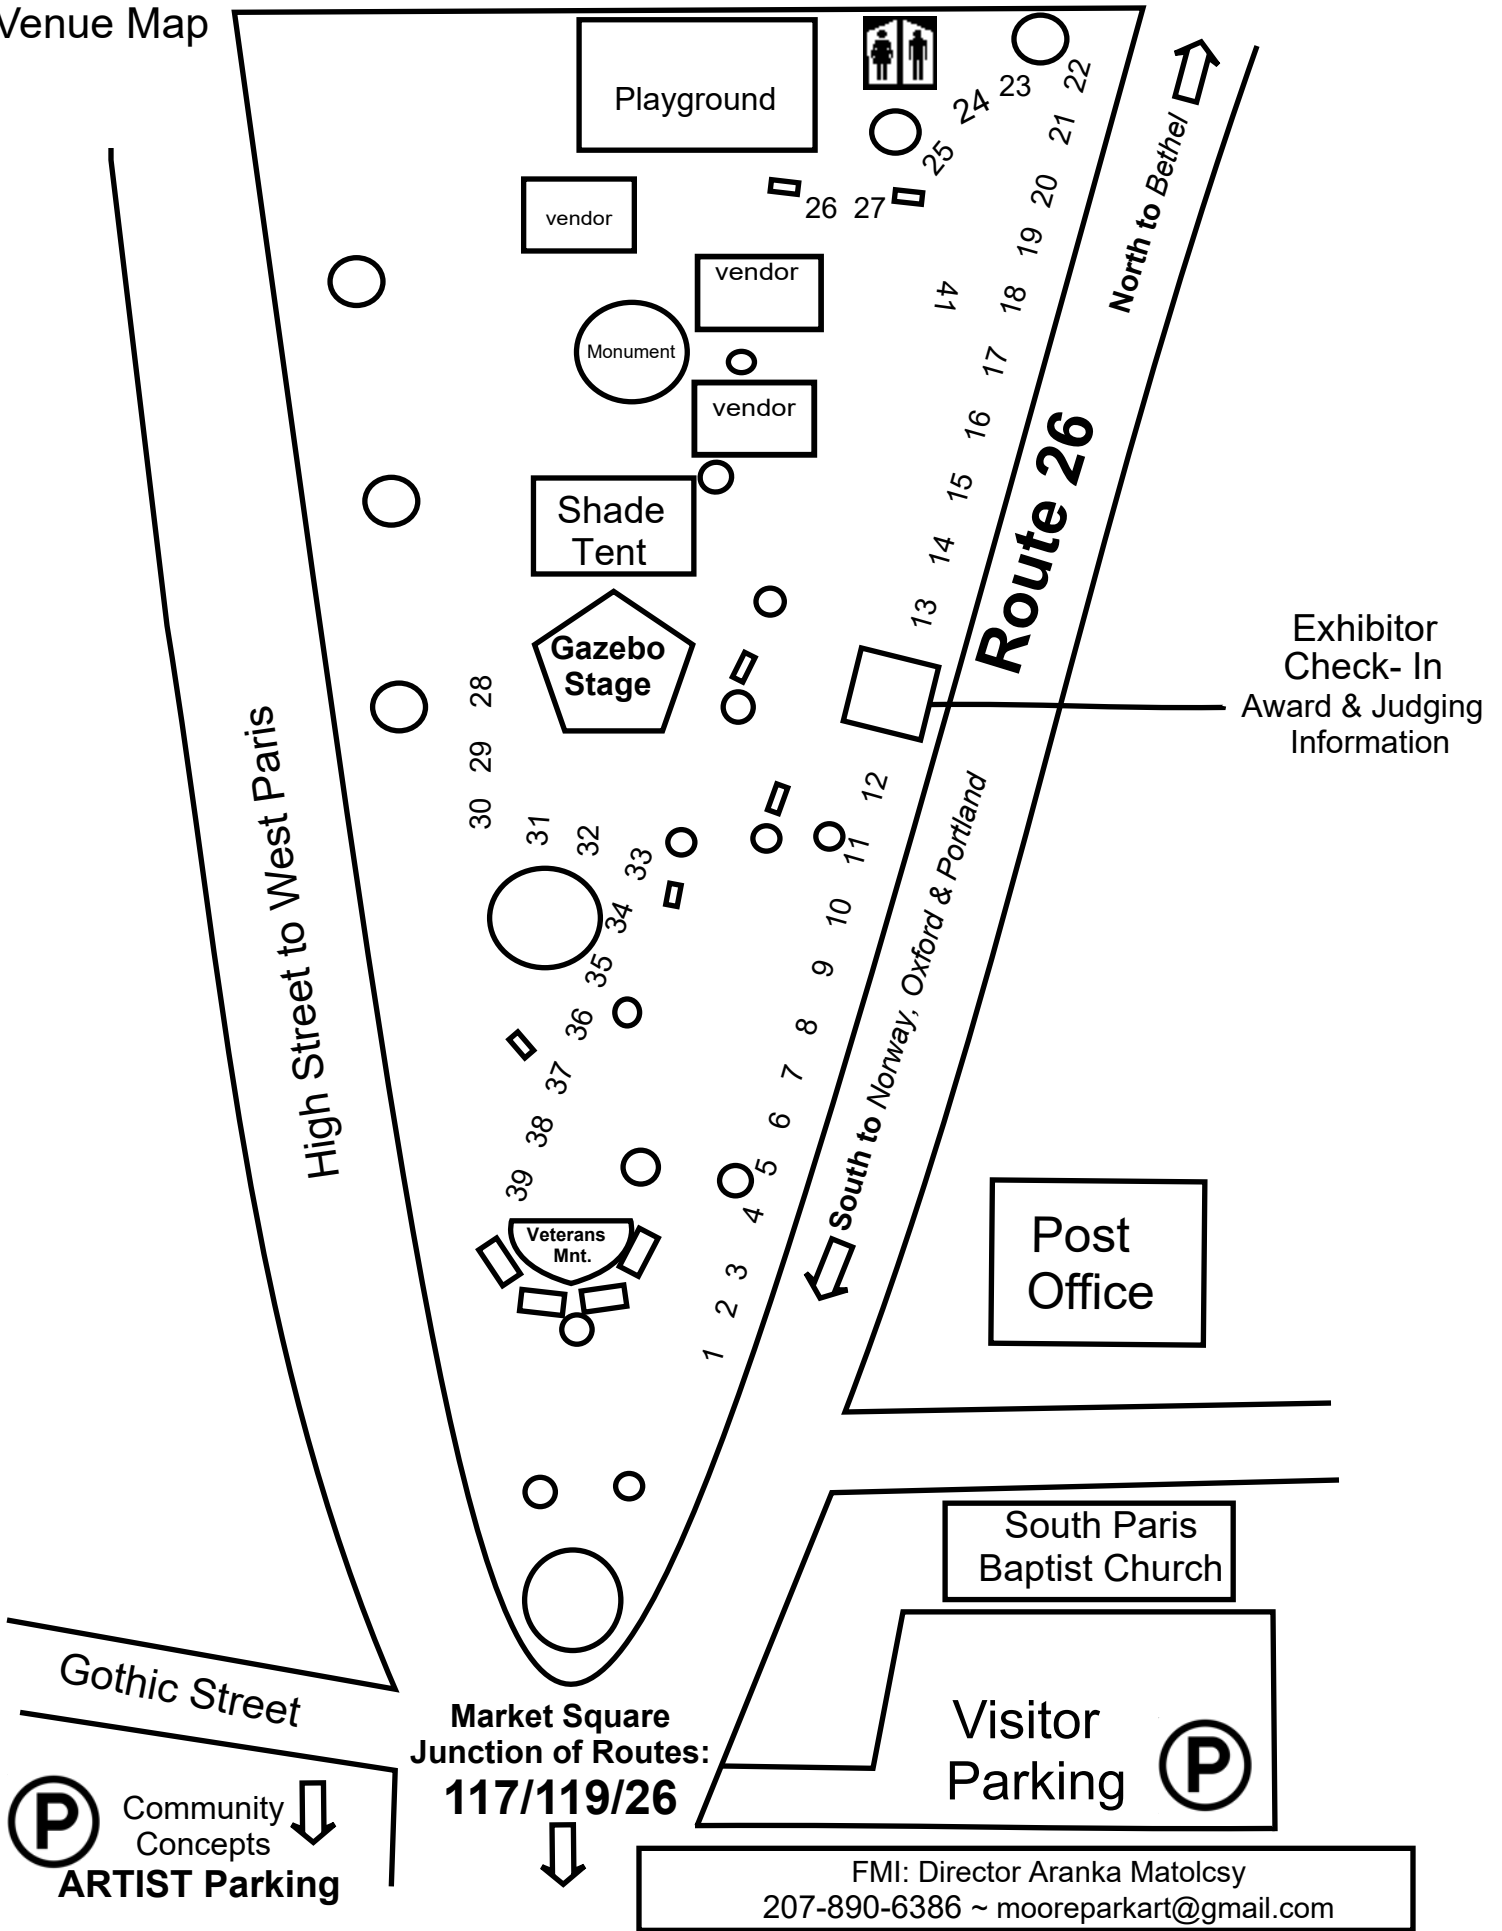 Venue Map
Playground
22
23
24
21
25
20
26 27
vendor
19
vendor
41
18
Monument
17
vendor
16
15
Shade
Tent
14
13
North to Bethel
Route 26
Gazebo
Stage
Exhibitor
Check- In
Award & Judging
Information
28
29
30
31
32
33
34
35
36
37
38
39
12
11
10
9
8
7
6
5
4
3
2
1
High Street to West Paris
South to Norway, Oxford & Portland
Veterans
Mnt.
Post
Office
South Paris
Baptist Church
Gothic Street
Market Square
Junction of Routes:
117/119/26
Visitor
Parking
P
P
Community
Concepts
ARTIST Parking
FMI: Director Aranka Matolcsy
207-890-6386 ~ mooreparkart@gmail.com